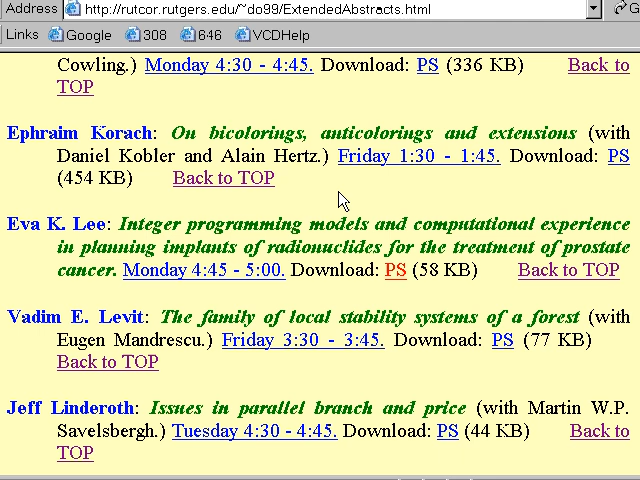 Address http://rutcor.rutgers.edu/~do99/ExtendedAbstracts.html G
Links Google 308 646 VCDHelp
Cowling.) Monday 4:30 - 4:45. Download: PS (336 KB) Back to
TOP
Ephraim Korach: On bicolorings, anticolorings and extensions (with
Daniel Kobler and Alain Hertz.) Friday 1:30 - 1:45. Download: PS
(454 KB) Back to TOP
Eva K. Lee: Integer programming models and computational experience
in planning implants of radionuclides for the treatment of prostate
cancer. Monday 4:45 - 5:00. Download: PS (58 KB) Back to TOP
Vadim E. Levit: The family of local stability systems of a forest (with
Eugen Mandrescu.) Friday 3:30 - 3:45. Download: PS (77 KB)
Back to TOP
Jeff Linderoth: Issues in parallel branch and price (with Martin W.P.
Savelsbergh.) Tuesday 4:30 - 4:45. Download: PS (44 KB) Back to
TOP